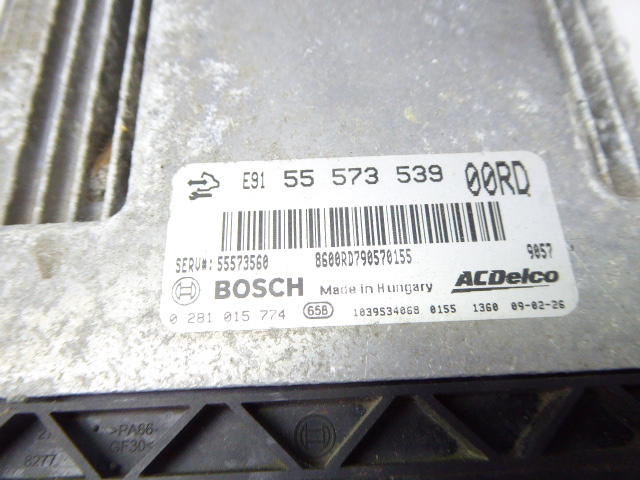 E91 55 573 539 00RD
SERV#: 55573560 8600RD790570155 9057
BOSCH Made in Hungary ACDelco
0 281 015 774 65B 1039S34068 0155 1360 09-02-26
>PA66-
GF30<
8277